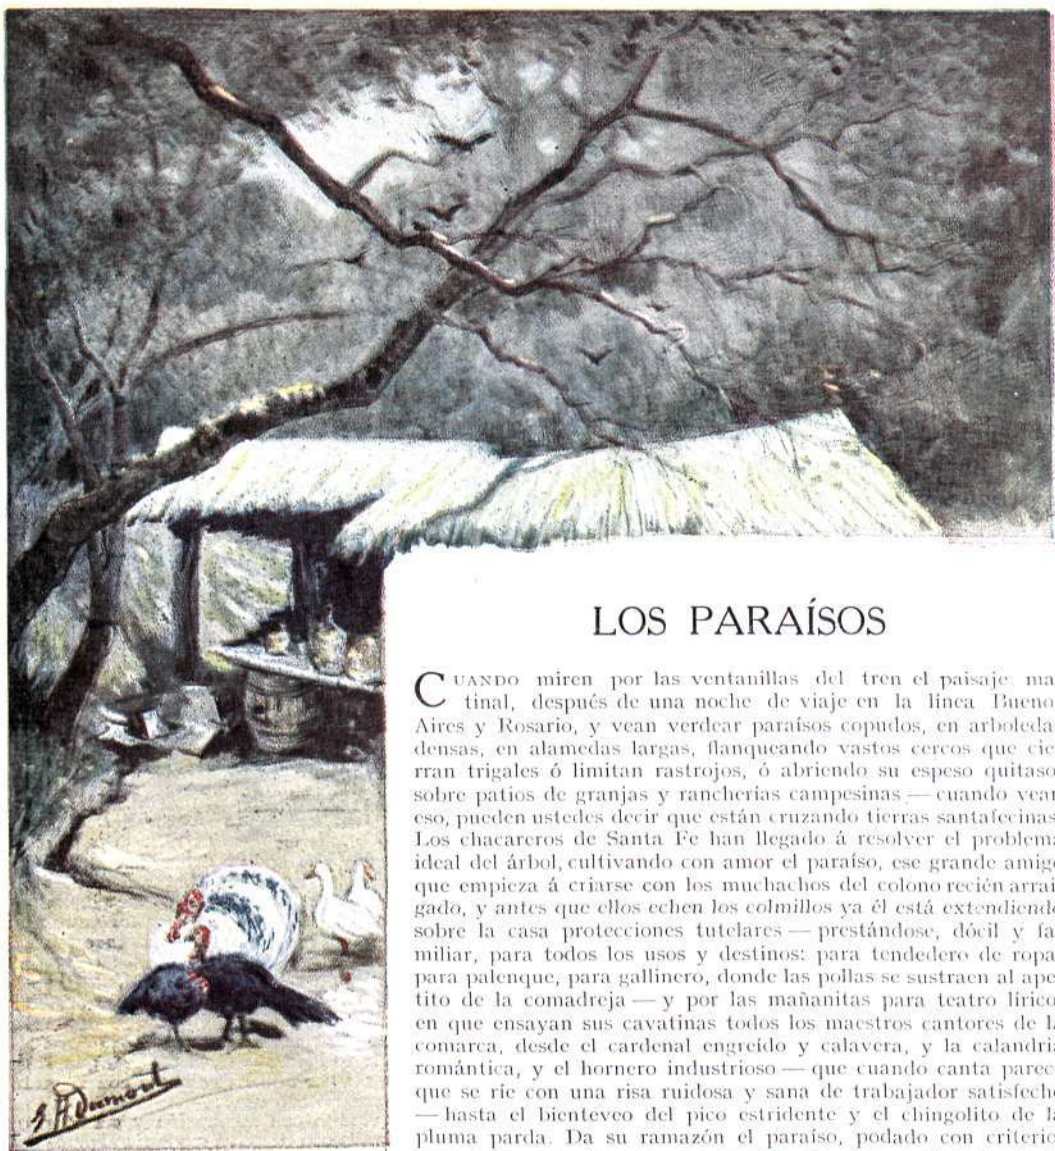 LOS PARAÍSOS
CUANDO miren por las ventanillas del tren el paisaje ma
tinal, después de una noche de viaje en la línea Bueno
Aires y Rosario, y vean verdear paraísos copudos, en arboleda
densas, en alamedas largas, flanqueando vastos cercos que cie
rran trigales ó limitan rastrojos, ó abriendo su espeso quitaso
sobre patios de granjas y rancherías campesinas — cuando vean
eso, pueden ustedes decir que están cruzando tierras santafecinas
Los chacareros de Santa Fe han llegado á resolver el problema
ideal del árbol, cultivando con amor el paraíso, ese grande amigo
que empieza á criarse con los muchachos del colono recién arrai
gado, y antes que ellos echen los colmillos ya él está extendiendo
sobre la casa protecciones tutelares — prestándose, dócil y fa
miliar, para todos los usos y destinos: para tendedero de ropa
para palenque, para gallinero, donde las pollas se sustraen al ape
tito de la comadreja — y por las mañanitas para teatro lírico
en que ensayan sus cavatinas todos los maestros cantores de la
comarca, desde el cardenal engreído y calavera, y la calandria
romántica, y el hornero industrioso — que cuando canta parece
que se ríe con una risa ruidosa y sana de trabajador satisfecho
— hasta el bienteveo del pico estridente y el chingolito de la
pluma parda. Da su ramazón el paraíso, podado con criterio